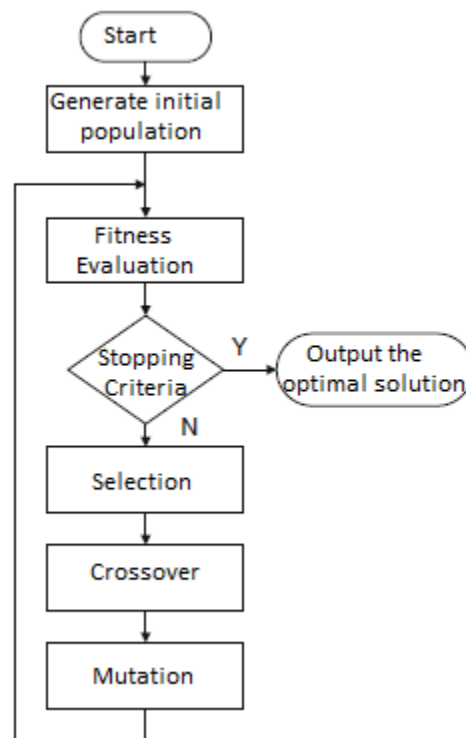 Start
Generate initial
population
Fitness
Evaluation
Stopping
Criteria
Y
Output the
optimal solution
N
Selection
Crossover
Mutation